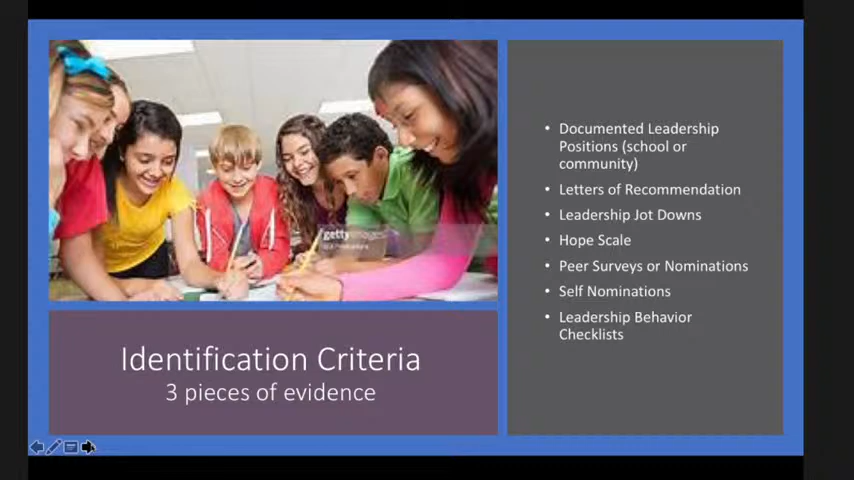 gettyimages
Identification Criteria
3 pieces of evidence
• Documented Leadership
Positions (school or
community)
• Letters of Recommendation
• Leadership Jot Downs
• Hope Scale
• Peer Surveys or Nominations
• Self Nominations
• Leadership Behavior
Checklists